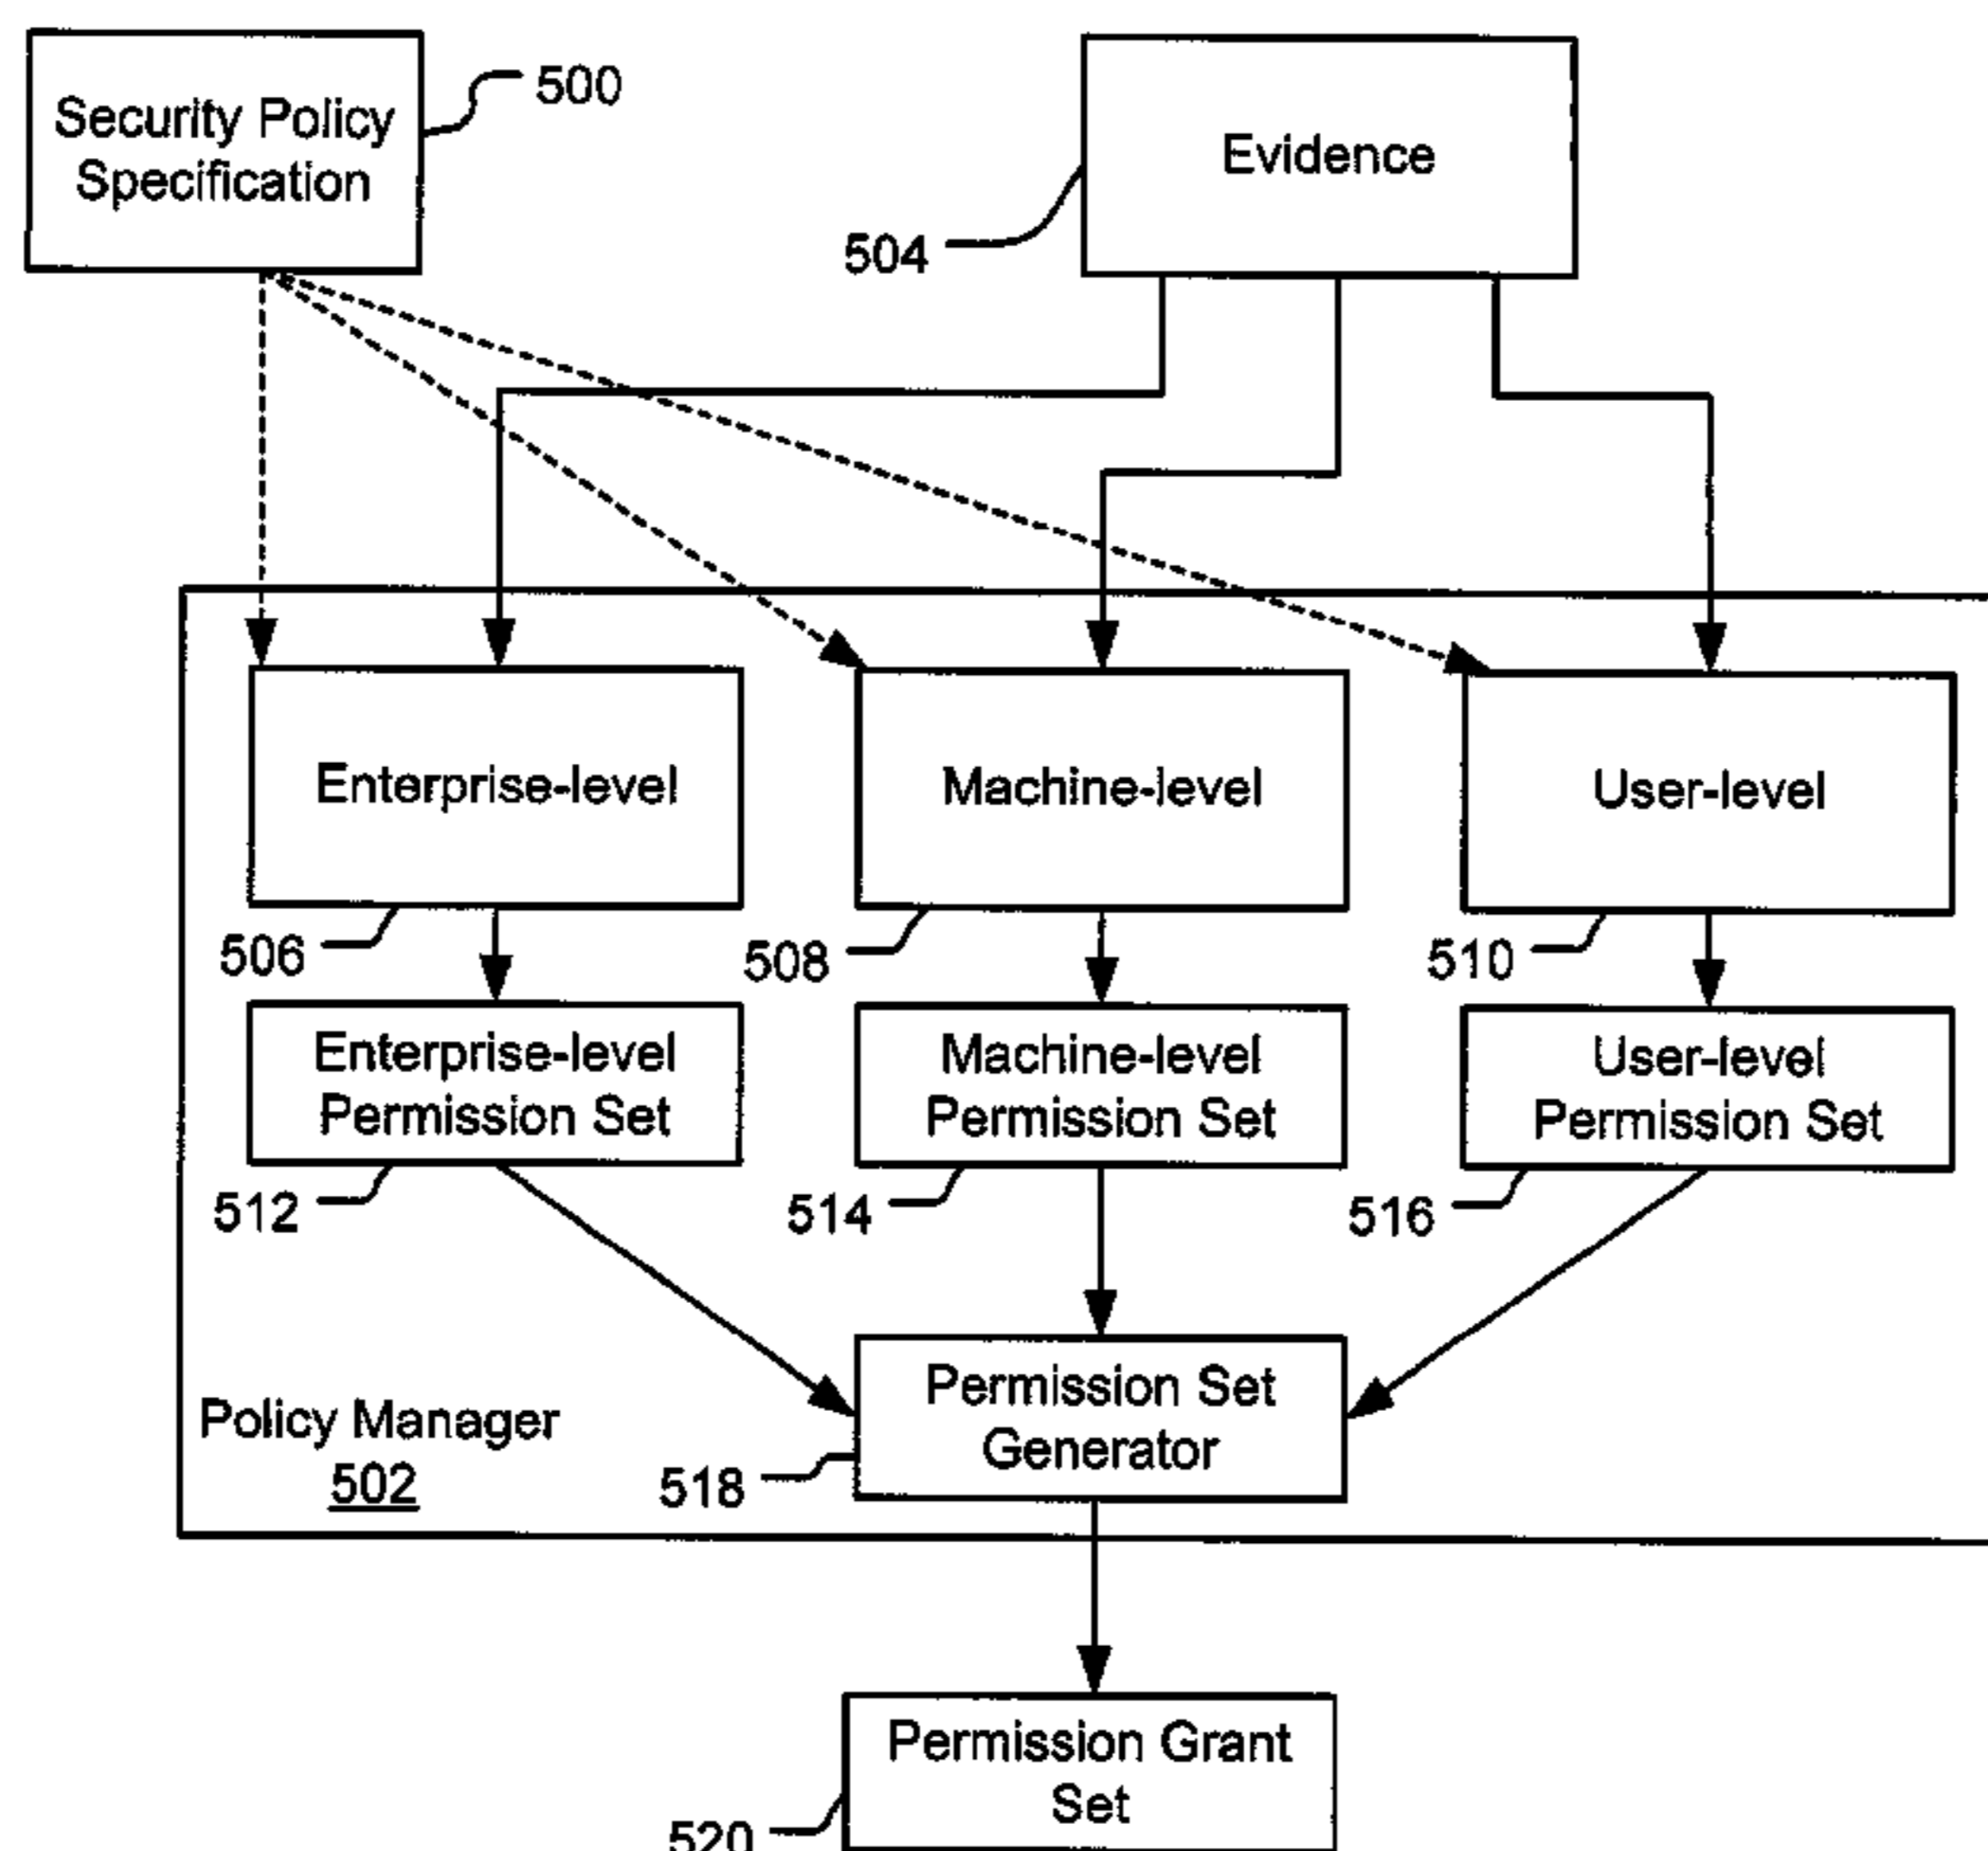 Security Policy
Specification
500
Evidence
504
Enterprise-level
Machine-level
User-level
506
508
510
Enterprise-level
Permission Set
Machine-level
Permission Set
User-level
Permission Set
512
514
516
Permission Set
Generator
Policy Manager
502
518
Permission Grant
Set
520